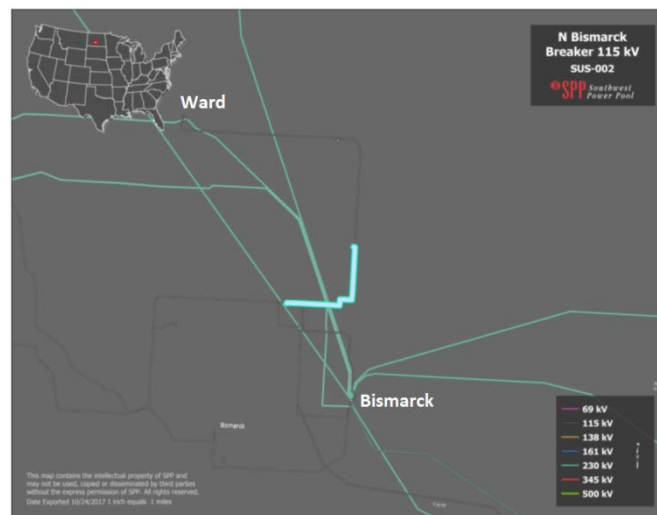 N Bismarck
Breaker 115 kV
SUS-002
SPP Southwest
Power Pool
Ward
Bismarck
Bismarck
69 kV
115 kV
138 kV
161 kV
230 kV
345 kV
500 kV
This map contains the intellectual property of SPP and
may not be used, copied or disseminated by third parties
without the express permission of SPP. All rights reserved.
Date Exported 10/24/2017 1 inch equals 1 miles